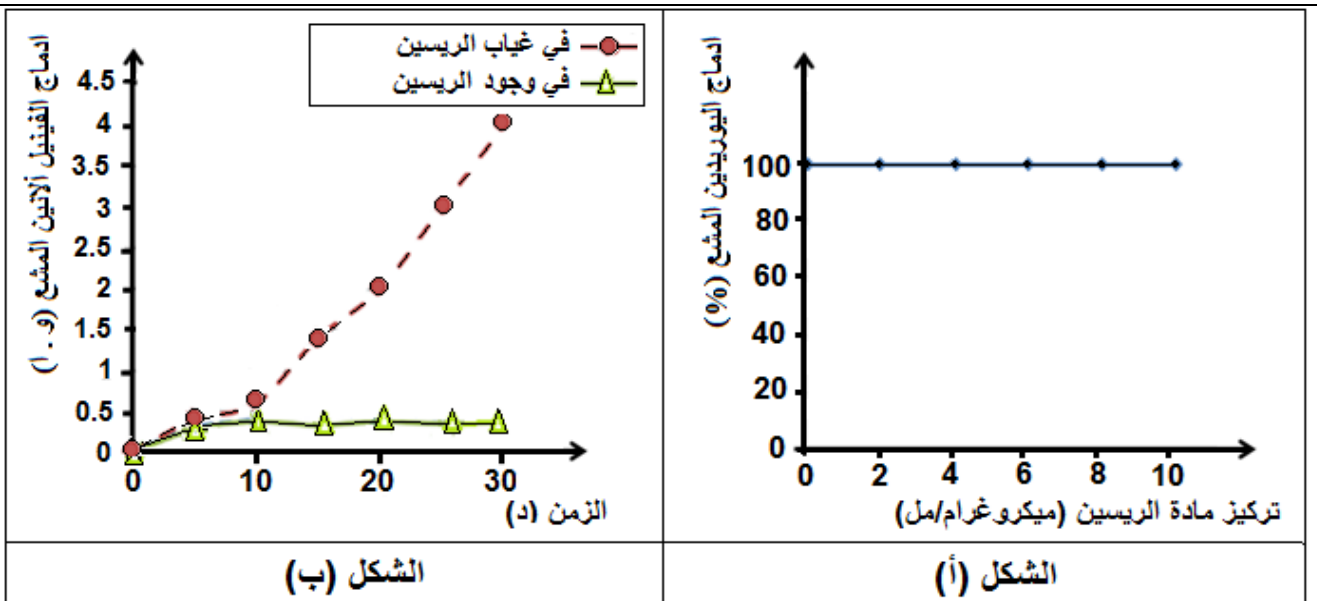 ادماج اليوريدين المشع (%)
100
80
60
40
20
0
0 2 4 6 8 10
تركيز مادة الريسين (ميكروغرام/مل)
الشكل (أ)
في غياب الريسين
في وجود الريسين
ادماج الفينيل ألانين المشع (و . ا)
4.5
4
3.5
3
2.5
2
1.5
1
0.5
0
0 10 20 30
الزمن (د)
الشكل (ب)